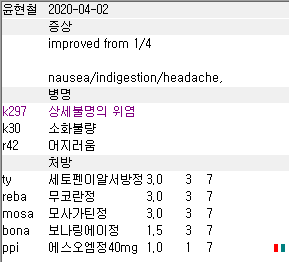 윤현철 2020-04-02
증상
improved from 1/4
nausea/indigestion/headache,
병명
k297 상세불명의 위염
k30 소화불량
r42 어지러움
처방
ty 세토펜이알서방정 3.0 3 7
reba 무코란정 3.0 3 7
mosa 모사가틴정 3.0 3 7
bona 보나링에이정 1.5 3 7
ppi 에스오엠정40mg 1.0 1 7